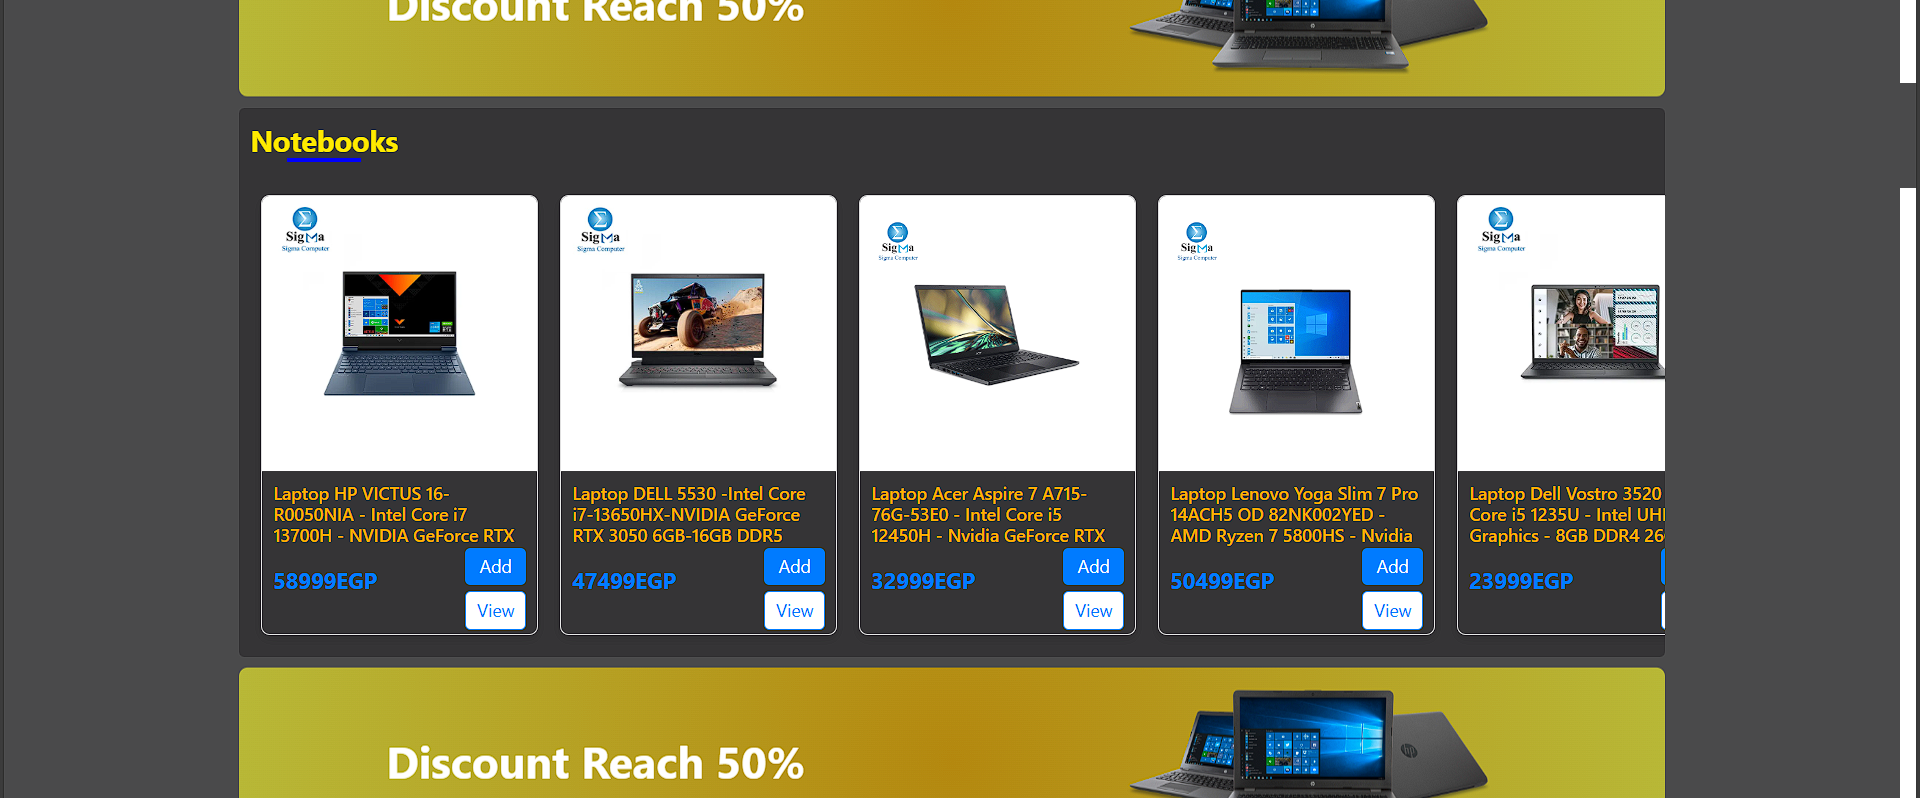 Discount Reach 50%
Notebooks
SigMa
Sigma Computer
Laptop HP VICTUS 16-
R0050NIA - Intel Core i7
13700H - NVIDIA GeForce RTX
58999EGP
Add
View
SigMa
Sigma Computer
Laptop DELL 5530 -Intel Core
i7-13650HX-NVIDIA GeForce
RTX 3050 6GB-16GB DDR5
47499EGP
Add
View
SigMa
Sigma Computer
Laptop Acer Aspire 7 A715-
76G-53E0 - Intel Core i5
12450H - Nvidia GeForce RTX
32999EGP
Add
View
SigMa
Sigma Computer
Laptop Lenovo Yoga Slim 7 Pro
14ACH5 OD 82NK002YED -
AMD Ryzen 7 5800HS - Nvidia
50499EGP
Add
View
SigMa
Sigma Computer
Laptop Dell Vostro 3520
Core i5 1235U - Intel UH
Graphics - 8GB DDR4 26
23999EGP
Discount Reach 50%